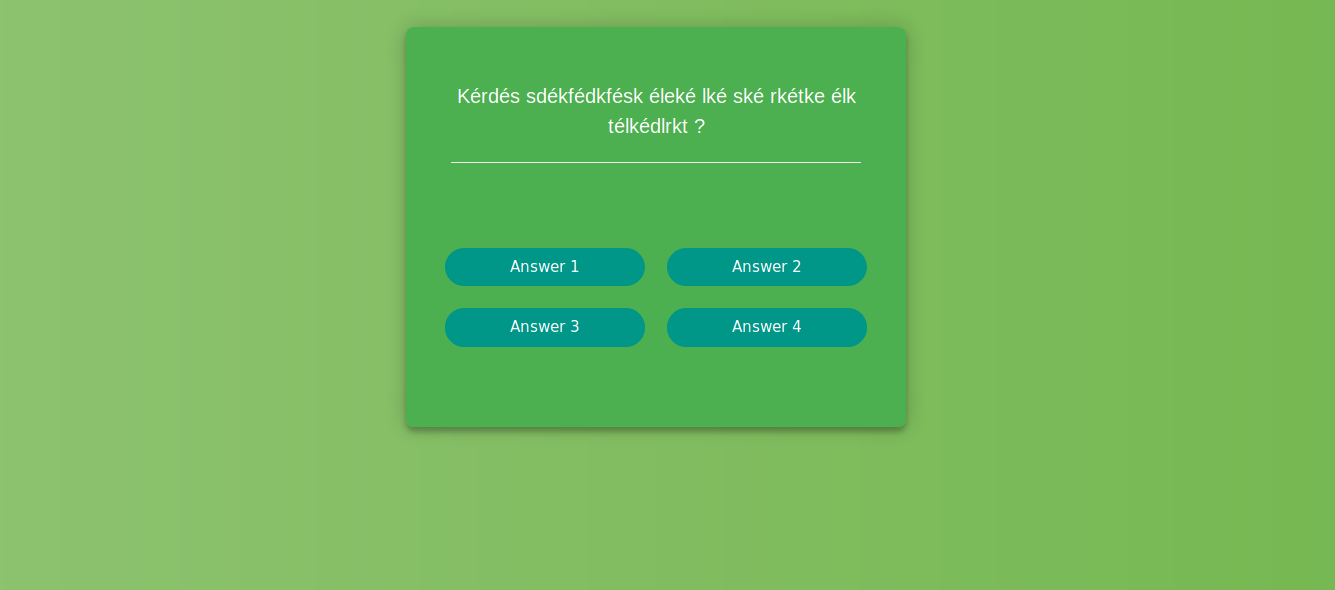 Kérdés sdékfédkfésk éleké lké ské rkétke élk
télkédlrkt ?
Answer 1
Answer 2
Answer 3
Answer 4